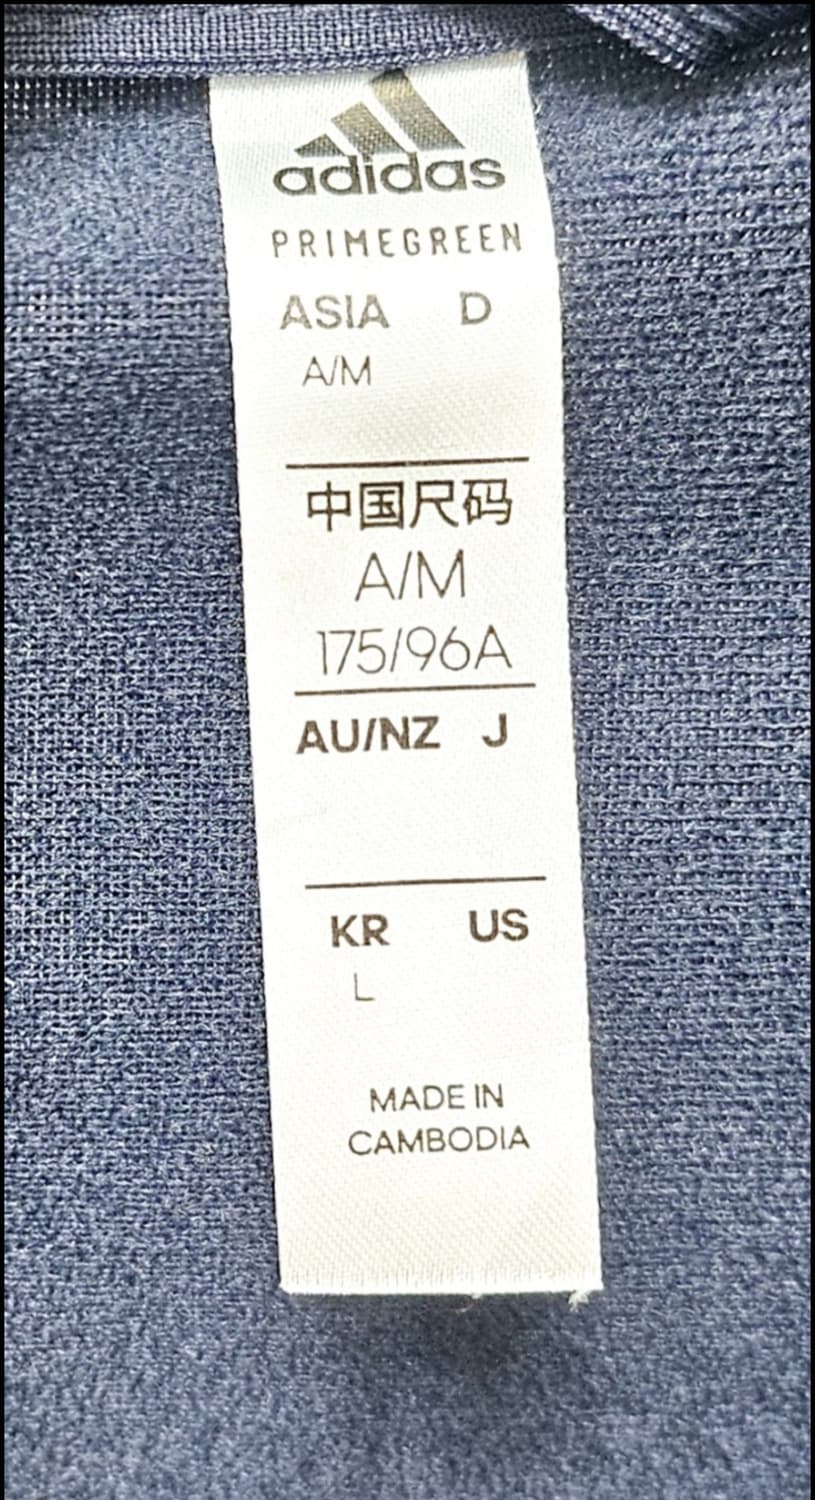 adidas
PRIMEGREEN
ASIA D
A/M
中国尺码
A/M
175/96A
AU/NZ J
KR US
L
MADE IN
CAMBODIA